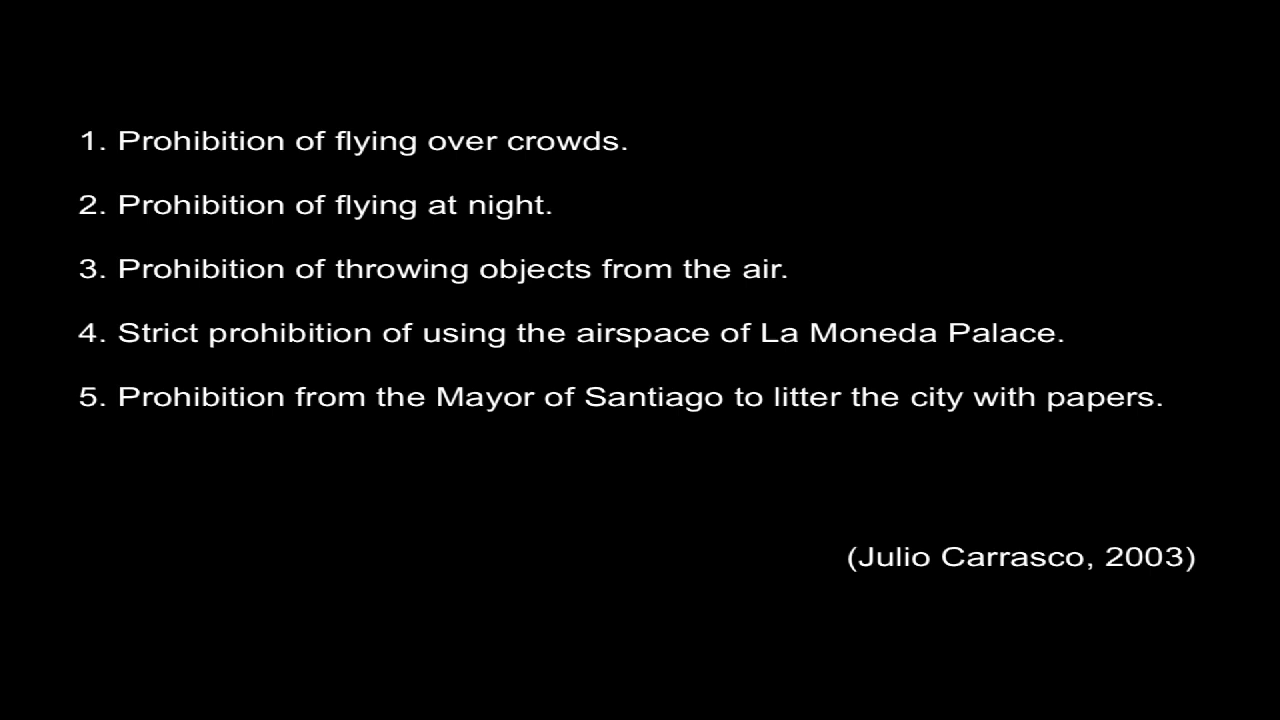 1. Prohibition of flying over crowds.
2. Prohibition of flying at night.
3. Prohibition of throwing objects from the air.
4. Strict prohibition of using the airspace of La Moneda Palace.
5. Prohibition from the Mayor of Santiago to litter the city with papers.
(Julio Carrasco, 2003)